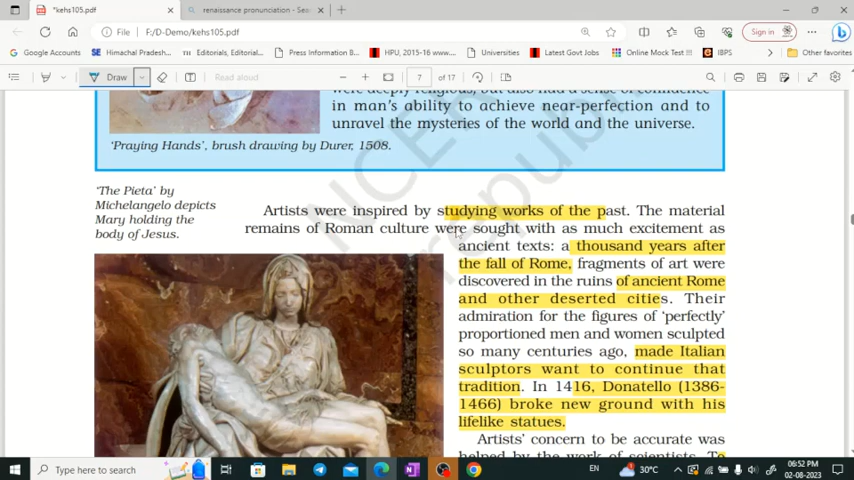 *kehs105.pdf
renaissance pronunciation - Sea
F:/D-Demo/kehs105.pdf
Sign in
Google Accounts
Himachal Pradesh...
Editorials, Editorial...
Press Information B...
HPU, 2015-16 www....
Universities
Latest Govt Jobs
Online Mock Test !!!
IBPS
Other favorites
Draw
Read aloud
7
of 17
were deeply religious, but also had a sense of confidence
in man's ability to achieve near-perfection and to
unravel the mysteries of the world and the universe.
'Praying Hands', brush drawing by Durer, 1508.
'The Pieta' by
Michelangelo depicts
Mary holding the
body of Jesus.
Artists were inspired by studying works of the past. The material
remains of Roman culture were sought with as much excitement as
ancient texts: a thousand years after
the fall of Rome, fragments of art were
discovered in the ruins of ancient Rome
and other deserted cities. Their
admiration for the figures of 'perfectly'
proportioned men and women sculpted
so many centuries ago, made Italian
sculptors want to continue that
tradition. In 1416, Donatello (1386-
1466) broke new ground with his
lifelike statues.
Artists' concern to be accurate was
helped by the work of scientists. To
NCE
repub
Type here to search
30°C
EN
06:52 PM
02-08-2023